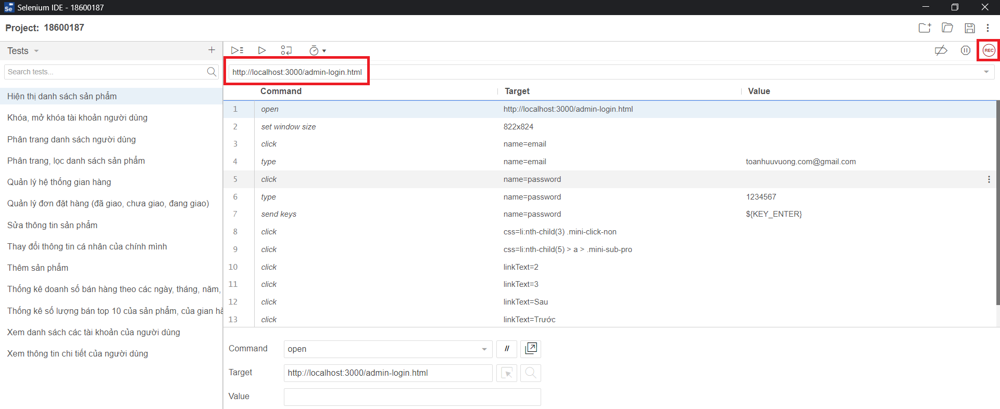 Selenium IDE - 18600187
Project: 18600187
Tests
Search tests...
Hiện thị danh sách sản phẩm
Khóa, mở khóa tài khoản người dùng
Phân trang danh sách người dùng
Phân trang, lọc danh sách sản phẩm
Quản lý hệ thống gian hàng
Quản lý đơn đặt hàng (đã giao, chưa giao, đang giao)
Sửa thông tin sản phẩm
Thay đổi thông tin cá nhân của chính mình
Thêm sản phẩm
Thống kê doanh số bán hàng theo các ngày, tháng, năm,
Thống kê số lượng bán top 10 của sản phẩm, của gian hà
Xem danh sách các tài khoản của người dùng
Xem thông tin chi tiết của người dùng
REC
http://localhost:3000/admin-login.html
Command Target Value
1 open http://localhost:3000/admin-login.html
2 set window size 822x824
3 click name=email
4 type name=email toanhuuvuong.com@gmail.com
5 click name=password
6 type name=password 1234567
7 send keys name=password ${KEY_ENTER}
8 click css=li:nth-child(3) .mini-click-non
9 click css=li:nth-child(5) > a > .mini-sub-pro
10 click linkText=2
11 click linkText=3
12 click linkText=Sau
13 click linkText=Trước
Command open //
Target http://localhost:3000/admin-login.html
Value